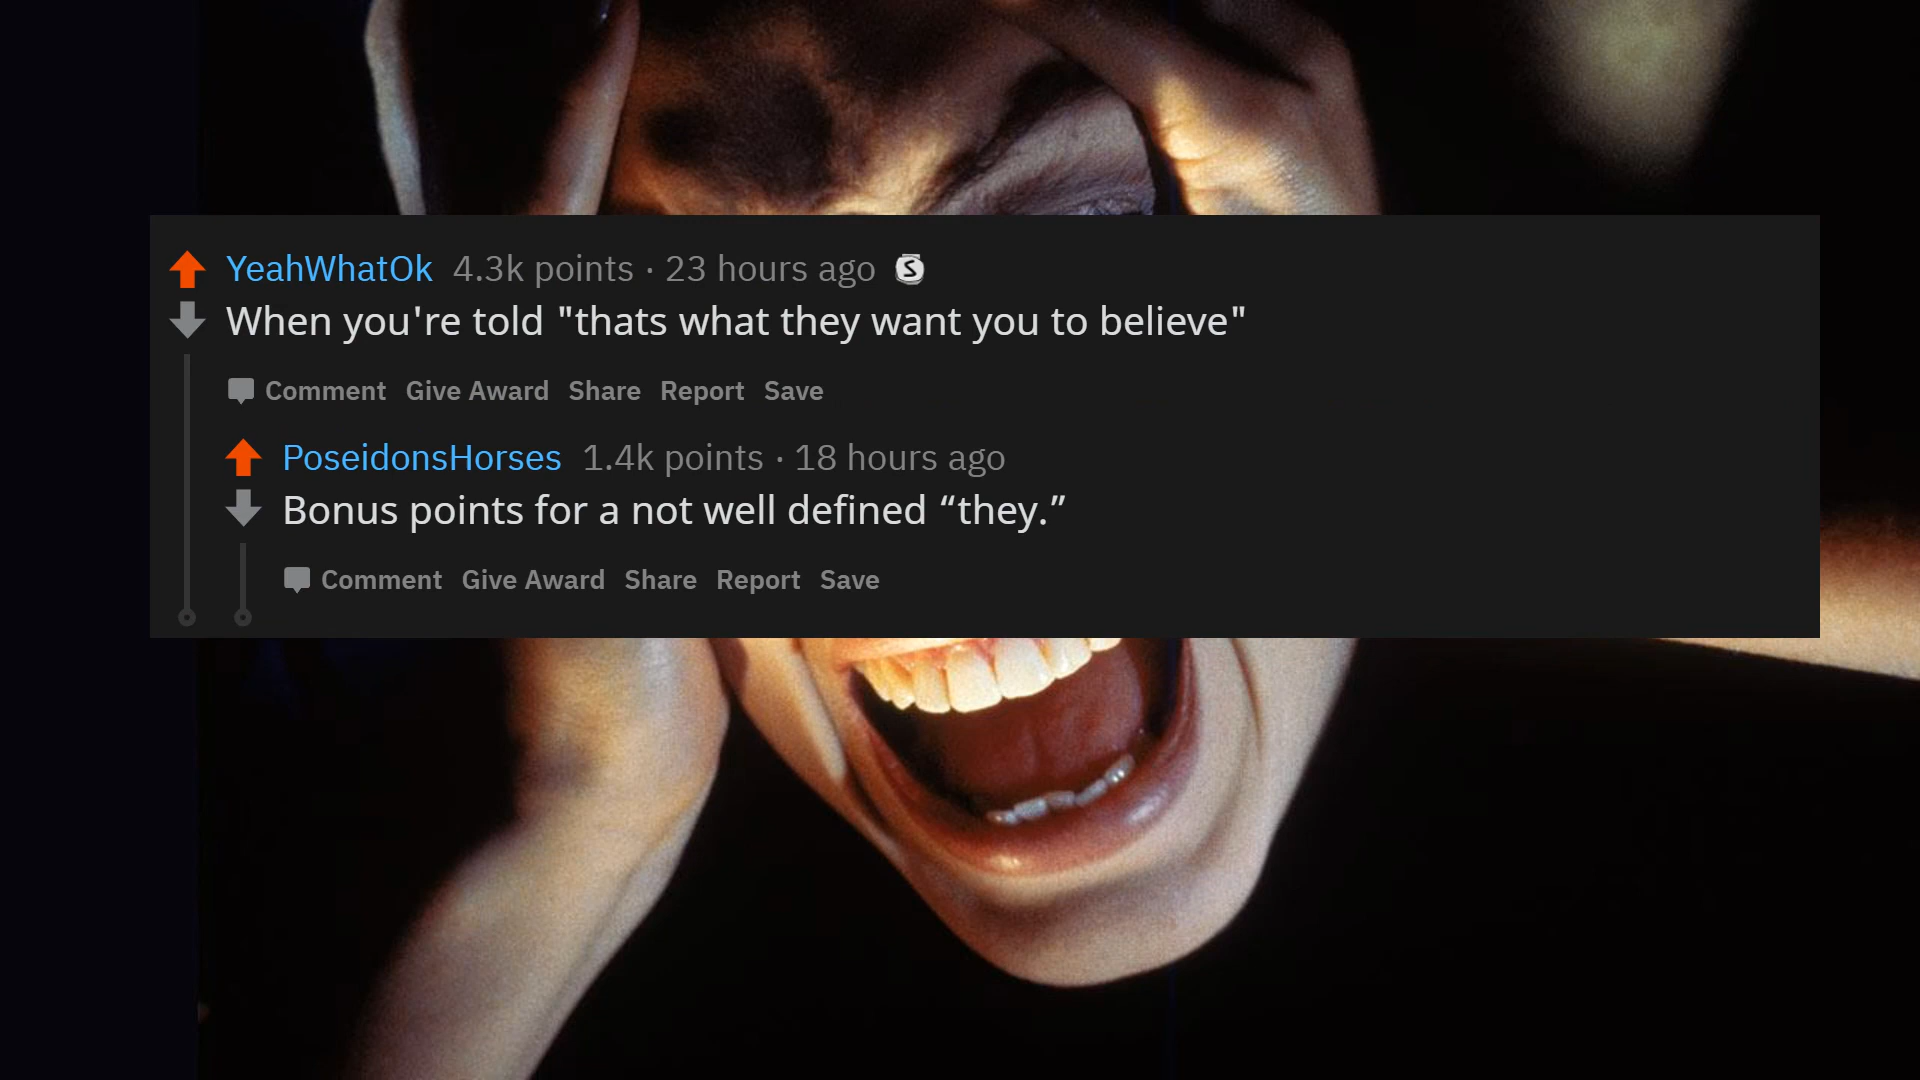 YeahWhatOk 4.3k points · 23 hours ago
When you're told "thats what they want you to believe"
Comment Give Award Share Report Save
PoseidonsHorses 1.4k points · 18 hours ago
Bonus points for a not well defined “they.”
Comment Give Award Share Report Save